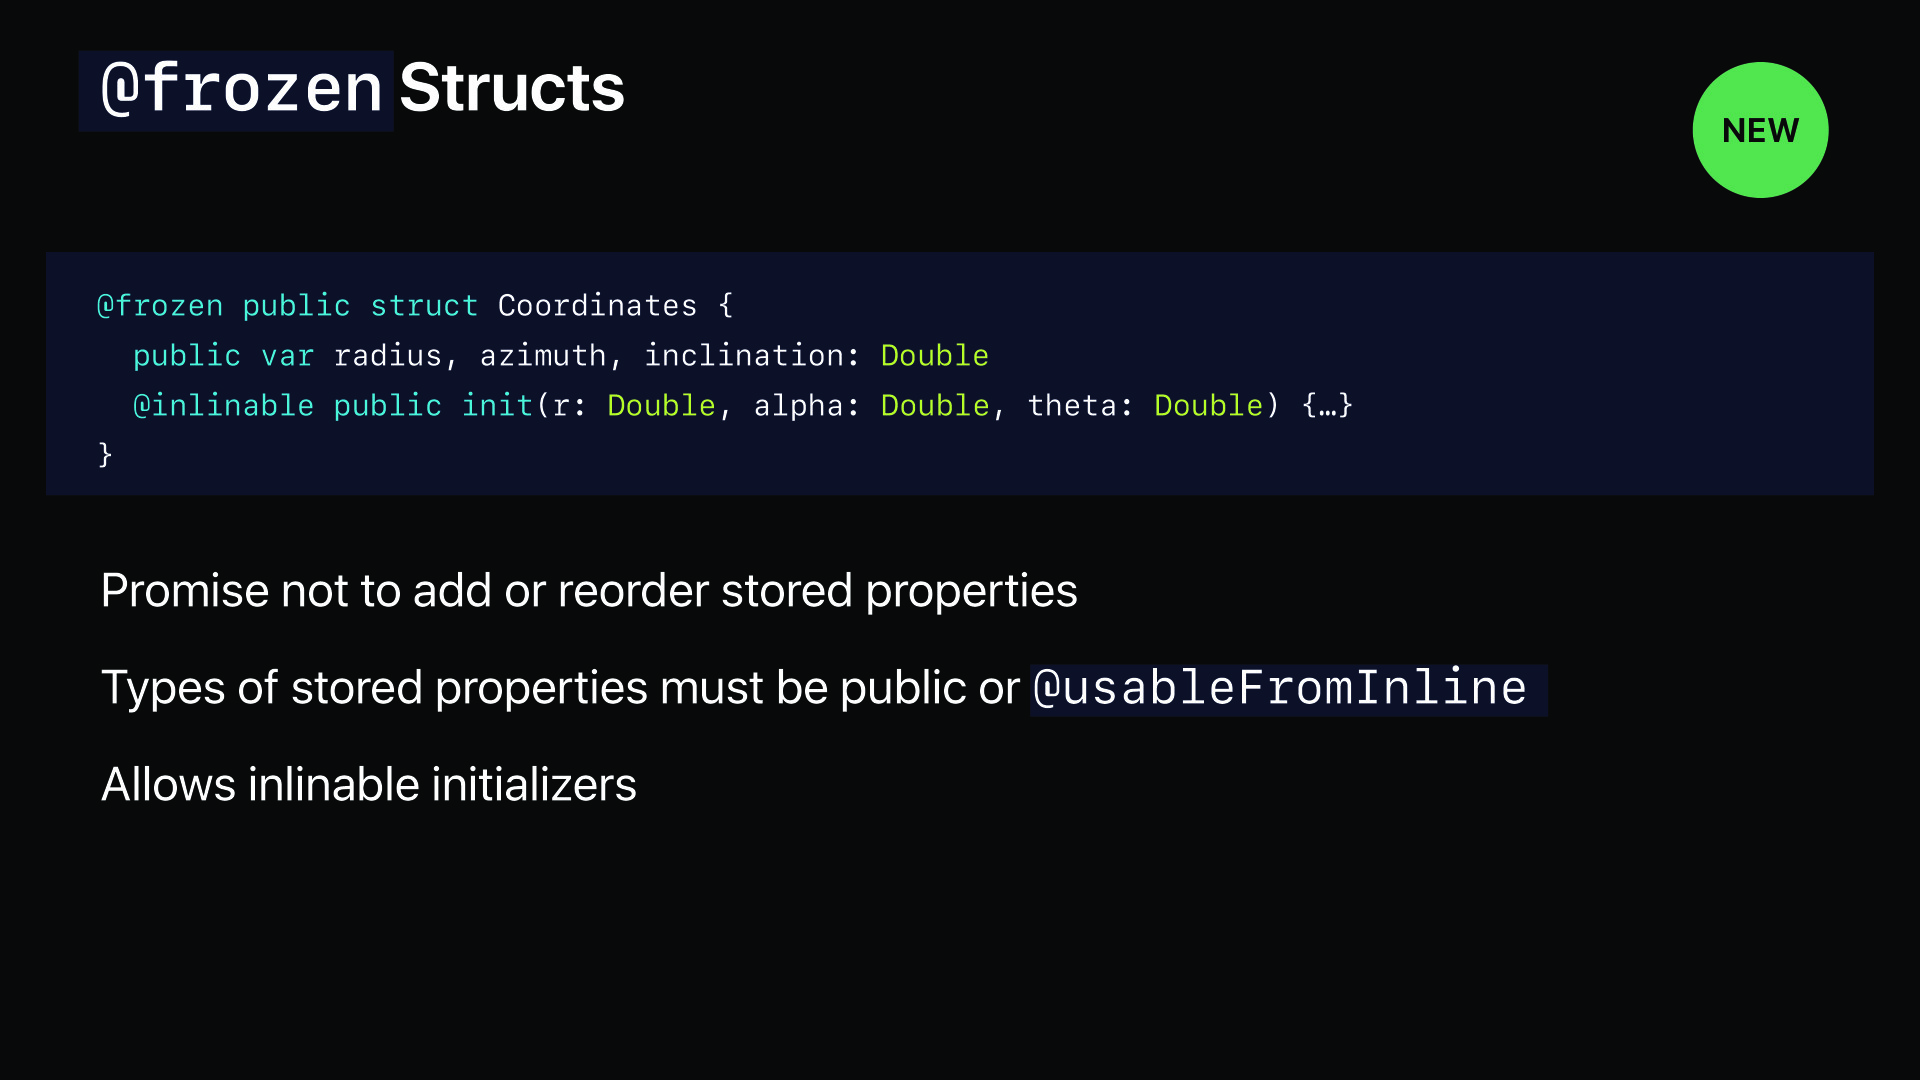 @frozen Structs
NEW
@frozen public struct Coordinates {
  public var radius, azimuth, inclination: Double
  @inlinable public init(r: Double, alpha: Double, theta: Double) {…}
}
Promise not to add or reorder stored properties
Types of stored properties must be public or @usableFromInline
Allows inlinable initializers